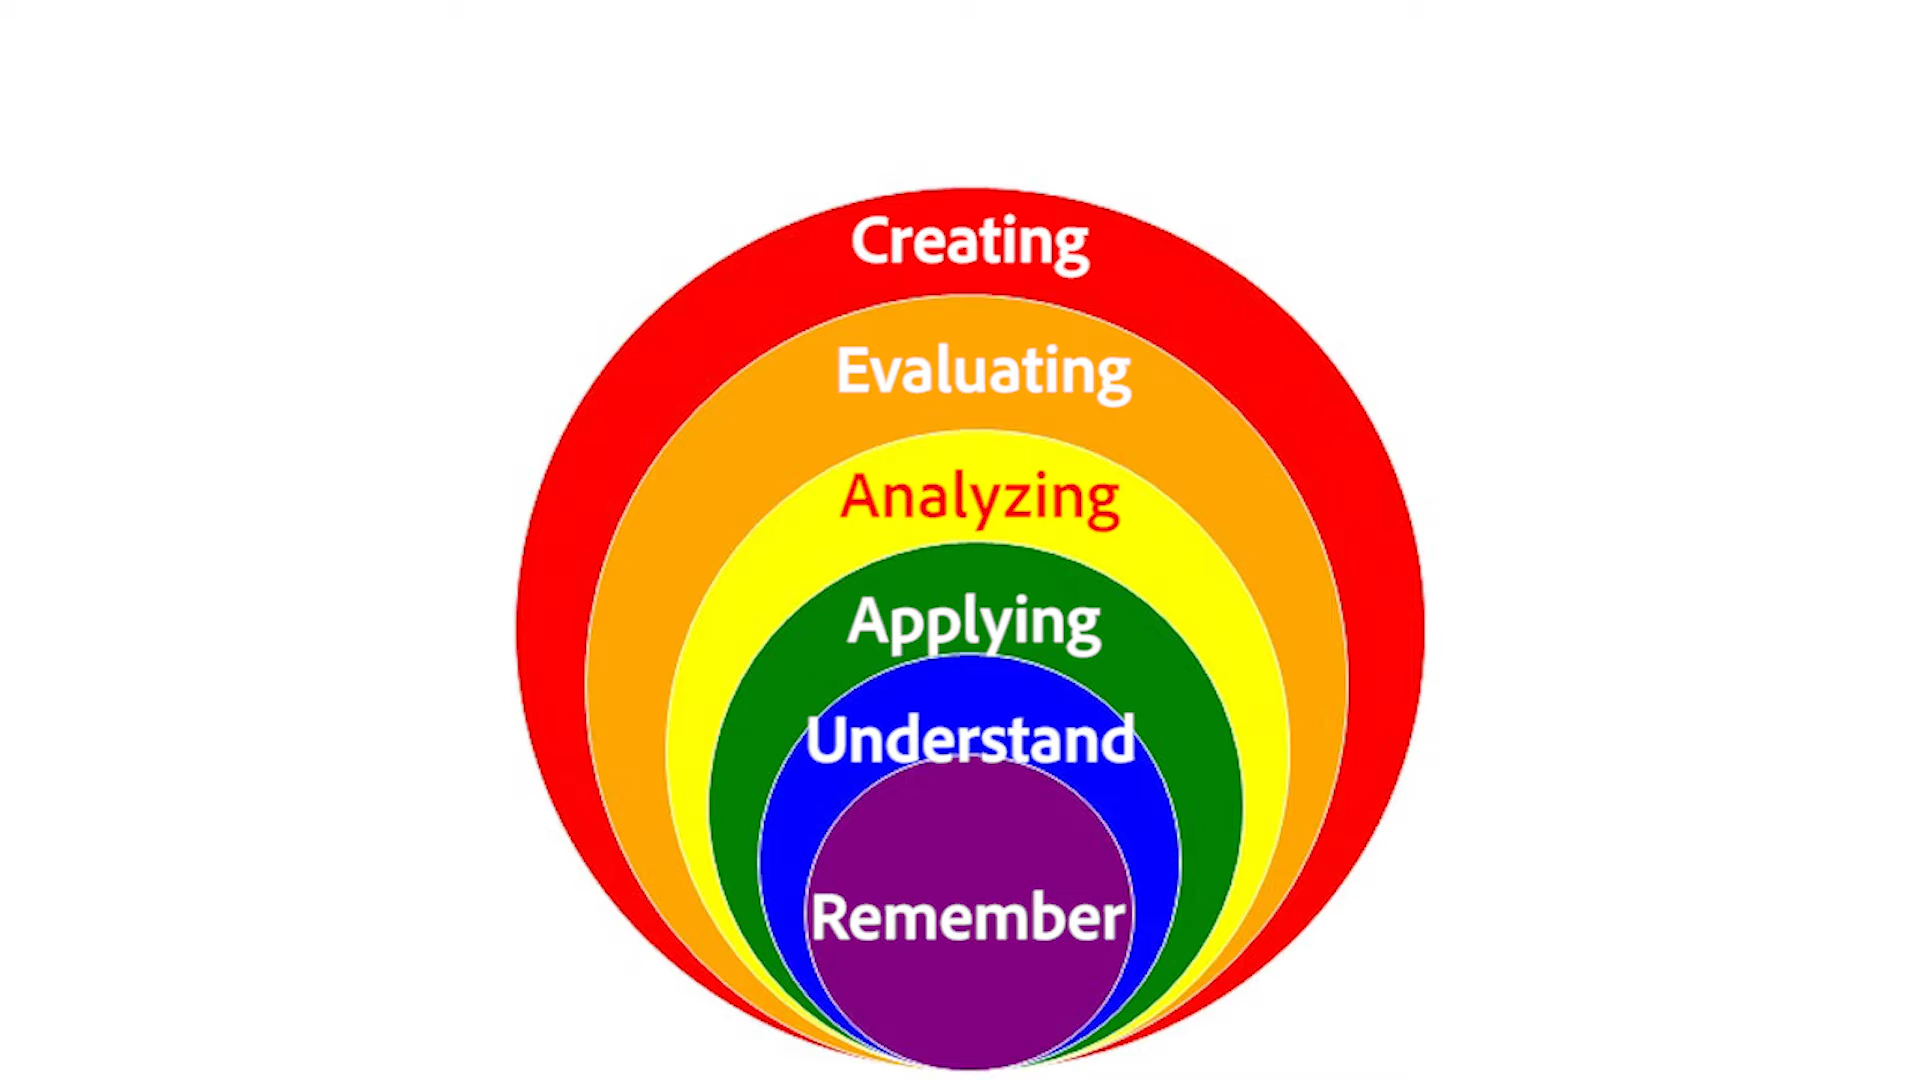 Creating
Evaluating
Analyzing
Applying
Understand
Remember